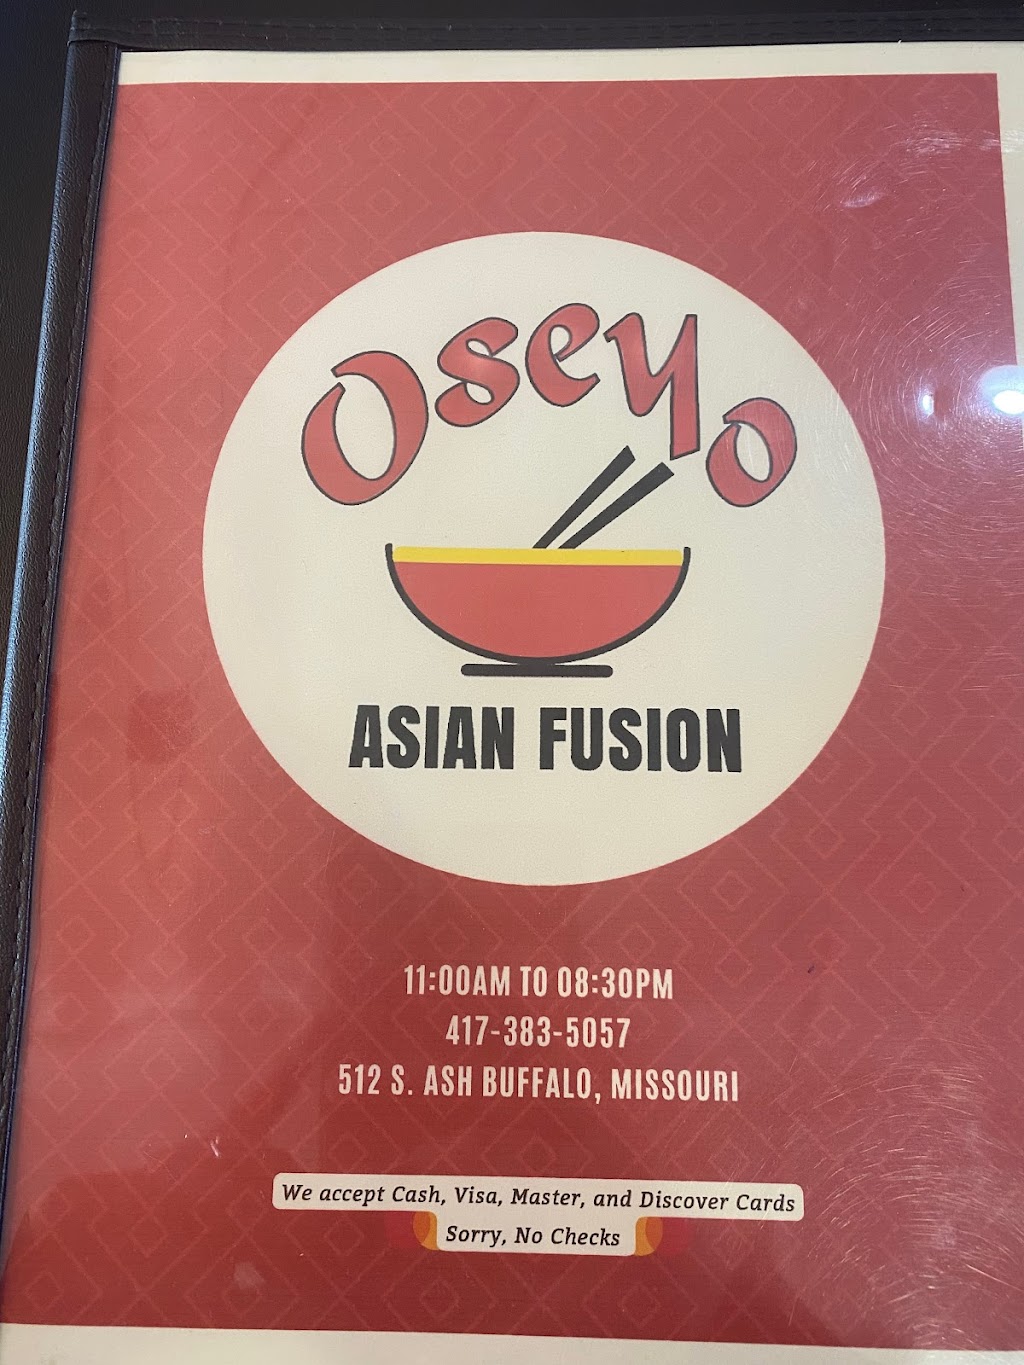 Oseyo
ASIAN FUSION
11:00AM TO 08:30PM
417-383-5057
512 S. ASH BUFFALO, MISSOURI
We accept Cash, Visa, Master, and Discover Cards
Sorry, No Checks